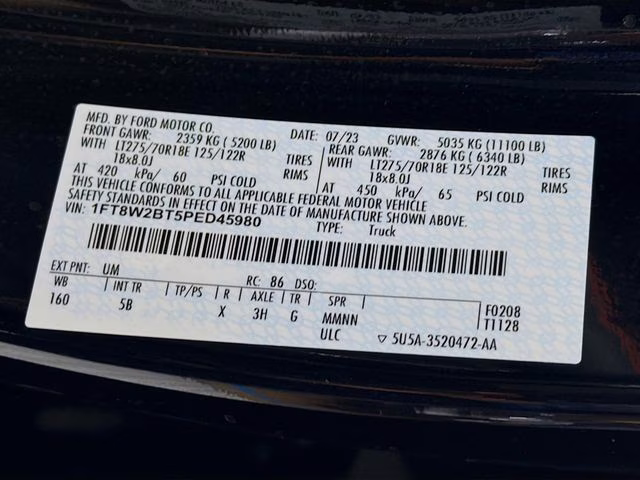 MFD. BY FORD MOTOR CO. DATE: 07/23 GVWR: 5035 KG (11100 LB)
FRONT GAWR: 2359 KG ( 5200 LB) REAR GAWR: 2876 KG ( 6340 LB)
WITH LT275/70R18E 125/122R TIRES WITH LT275/70R18E 125/122R TIRES
18x8.0J RIMS 18x8.0J RIMS
AT 420 kPa/ 60 PSI COLD AT 450 kPa/ 65 PSI COLD
THIS VEHICLE CONFORMS TO ALL APPLICABLE FEDERAL MOTOR VEHICLE
SAFETY STANDARDS IN EFFECT ON THE DATE OF MANUFACTURE SHOWN ABOVE.
VIN: 1FT8W2BT5PED45980 TYPE: Truck
EXT PNT: UM RC: 86 DSO:
WB INT TR TP/PS R AXLE TR SPR F0208
160 5B X 3H G MMNN T1128
ULC ▽ 5U5A-3520472-AA